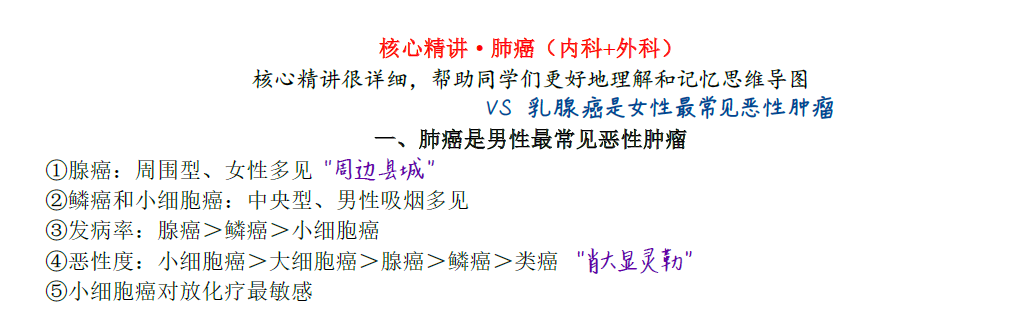 核心精讲·肺癌（内科+外科）
核心精讲很详细，帮助同学们更好地理解和记忆思维导图
VS 乳腺癌是女性最常见恶性肿瘤
一、肺癌是男性最常见恶性肿瘤
①腺癌：周围型、女性多见 "周边县城"
②鳞癌和小细胞癌：中央型、男性吸烟多见
③发病率：腺癌＞鳞癌＞小细胞癌
④恶性度：小细胞癌＞大细胞癌＞腺癌＞鳞癌＞类癌 "肖大显灵勒"
⑤小细胞癌对放化疗最敏感